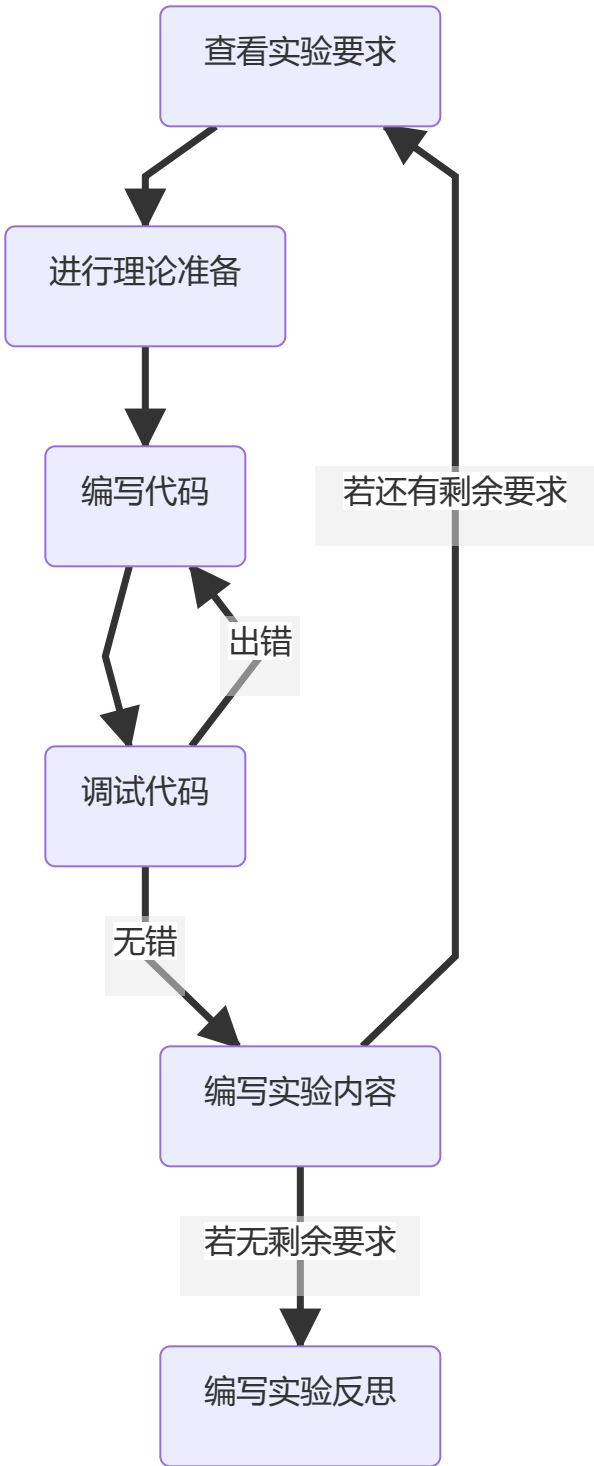 查看实验要求
进行理论准备
编写代码
若还有剩余要求
出错
调试代码
无错
编写实验内容
若无剩余要求
编写实验反思